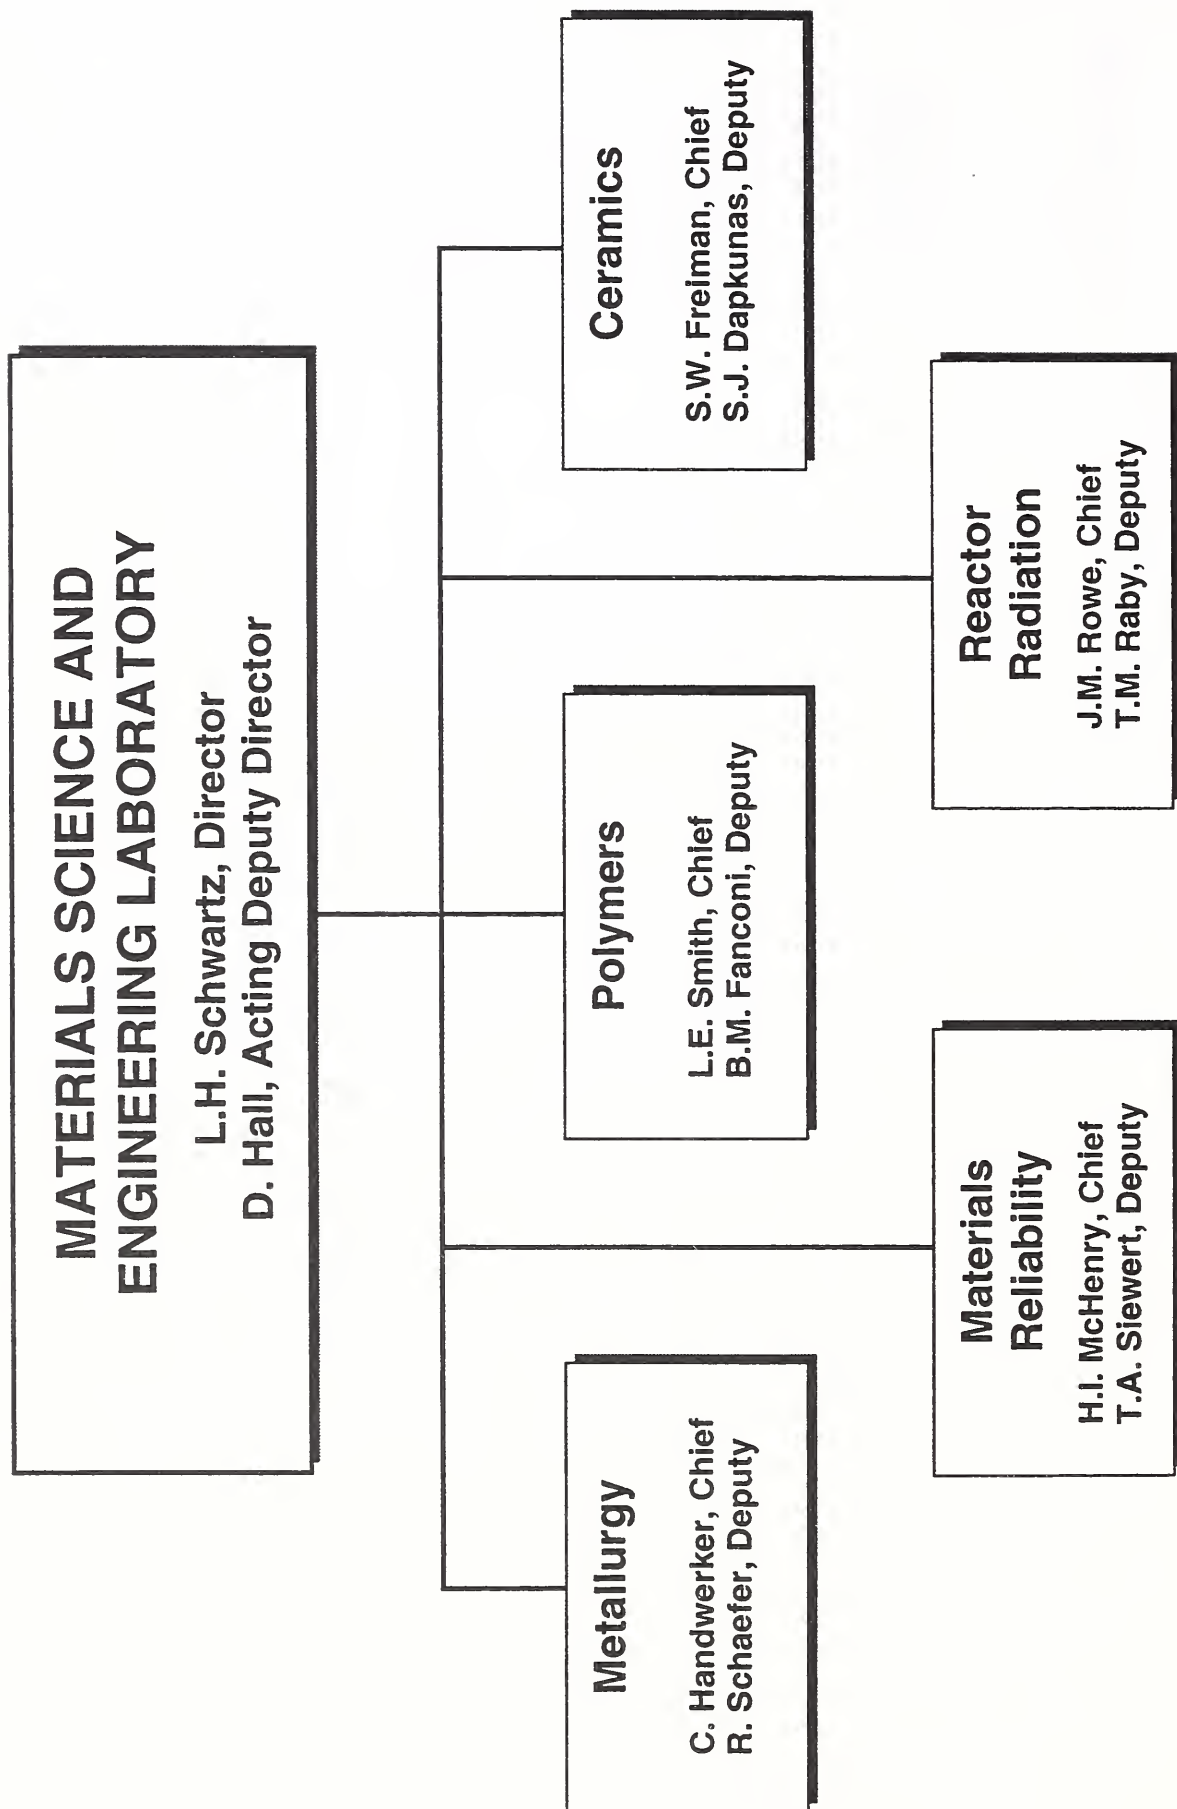 MATERIALS SCIENCE AND
ENGINEERING LABORATORY
L.H. Schwartz, Director
D. Hall, Acting Deputy Director
Metallurgy
C. Handwerker, Chief
R. Schaefer, Deputy
Polymers
L.E. Smith, Chief
B.M. Fanconi, Deputy
Ceramics
S.W. Freiman, Chief
S.J. Dapkunas, Deputy
Materials
Reliability
H.I. McHenry, Chief
T.A. Siewert, Deputy
Reactor
Radiation
J.M. Rowe, Chief
T.M. Raby, Deputy